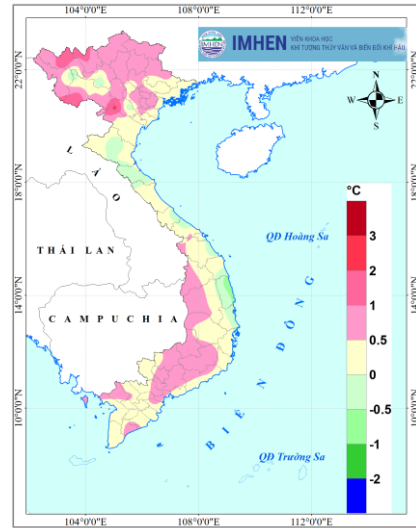 104°0'0"E 108°0'0"E 112°0'0"E
IMHEN
VIỆN KHOA HỌC
KHÍ TƯỢNG THỦY VĂN VÀ BIẾN ĐỔI KHÍ HẬU
22°0'0"N
N
W E
S
LÀO
18°0'0"N
°C
QĐ Hoàng Sa
THÁI LAN
3
2
14°0'0"N
CAMPUCHIA
1
0.5
0
-0.5
-1
-2
BIỂN ĐÔNG
10°0'0"N
QĐ Trường Sa
104°0'0"E 108°0'0"E 112°0'0"E